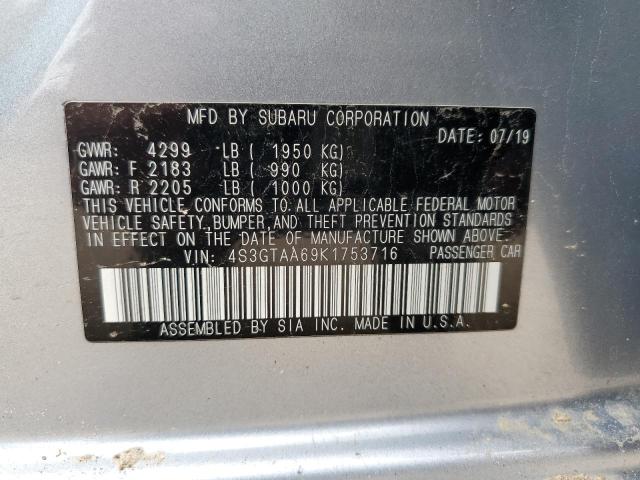 MFD BY SUBARU CORPORATION
DATE: 07/19
GVWR: 4299 LB ( 1950 KG)
GAWR: F 2183 LB ( 990 KG)
GAWR: R 2205 LB ( 1000 KG)
THIS VEHICLE CONFORMS TO ALL APPLICABLE FEDERAL MOTOR
VEHICLE SAFETY, BUMPER, AND THEFT PREVENTION STANDARDS
IN EFFECT ON THE DATE OF MANUFACTURE SHOWN ABOVE.
VIN: 4S3GTAA69K1753716 PASSENGER CAR
ASSEMBLED BY SIA INC. MADE IN U.S.A.